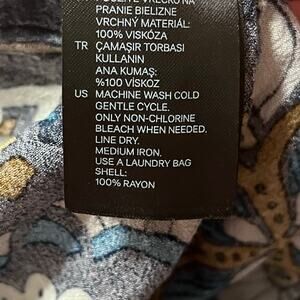 PRANIE BIELIZNE
VRCHNÝ MATERIÁL:
100% VISKÓZA
TR ÇAMAŞIR TORBASI
KULLANIN
ANA KUMAŞ:
%100 VİSKOZ
US MACHINE WASH COLD
GENTLE CYCLE.
ONLY NON-CHLORINE
BLEACH WHEN NEEDED.
LINE DRY.
MEDIUM IRON.
USE A LAUNDRY BAG
SHELL:
100% RAYON